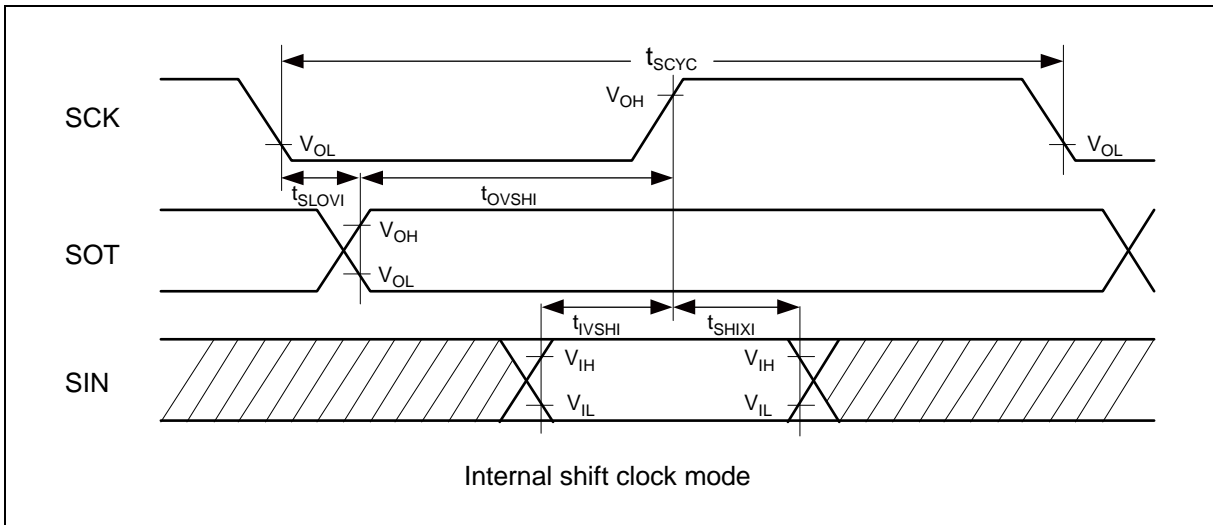 tSCYC
SCK
VOH
VOL
VOL
tSLOVI
tOVSHI
SOT
VOH
VOL
tIVSHI
tSHIXI
SIN
VIH
VIH
VIL
VIL
Internal shift clock mode